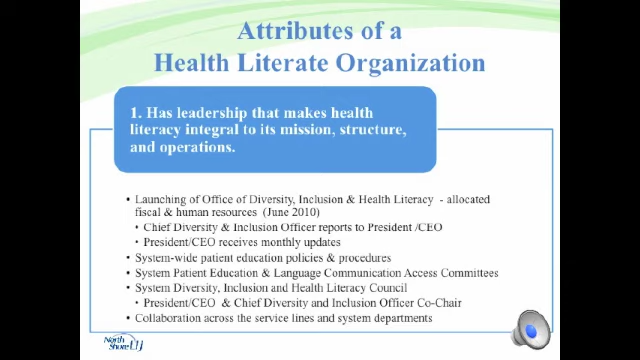 Attributes of a
Health Literate Organization
1. Has leadership that makes health
literacy integral to its mission, structure,
and operations.
• Launching of Office of Diversity, Inclusion & Health Literacy - allocated
fiscal & human resources (June 2010)
• Chief Diversity & Inclusion Officer reports to President /CEO
• President/CEO receives monthly updates
• System-wide patient education policies & procedures
• System Patient Education & Language Communication Access Committees
• System Diversity, Inclusion and Health Literacy Council
• President/CEO & Chief Diversity and Inclusion Officer Co-Chair
• Collaboration across the service lines and system departments
North
Shore LIJ